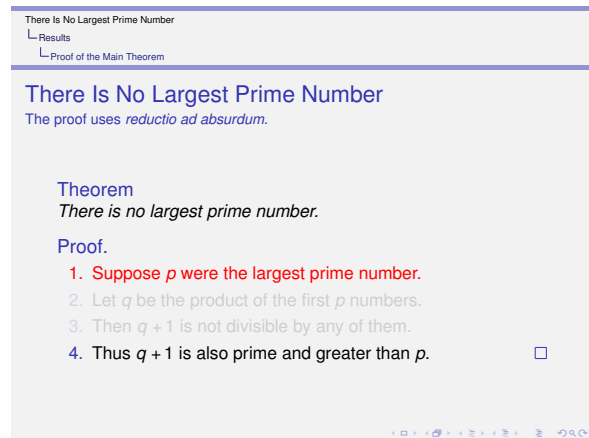 There Is No Largest Prime Number
Results
Proof of the Main Theorem
There Is No Largest Prime Number
The proof uses reductio ad absurdum.
Theorem
There is no largest prime number.
Proof.
1. Suppose p were the largest prime number.
2. Let q be the product of the first p numbers.
3. Then q + 1 is not divisible by any of them.
4. Thus q + 1 is also prime and greater than p.